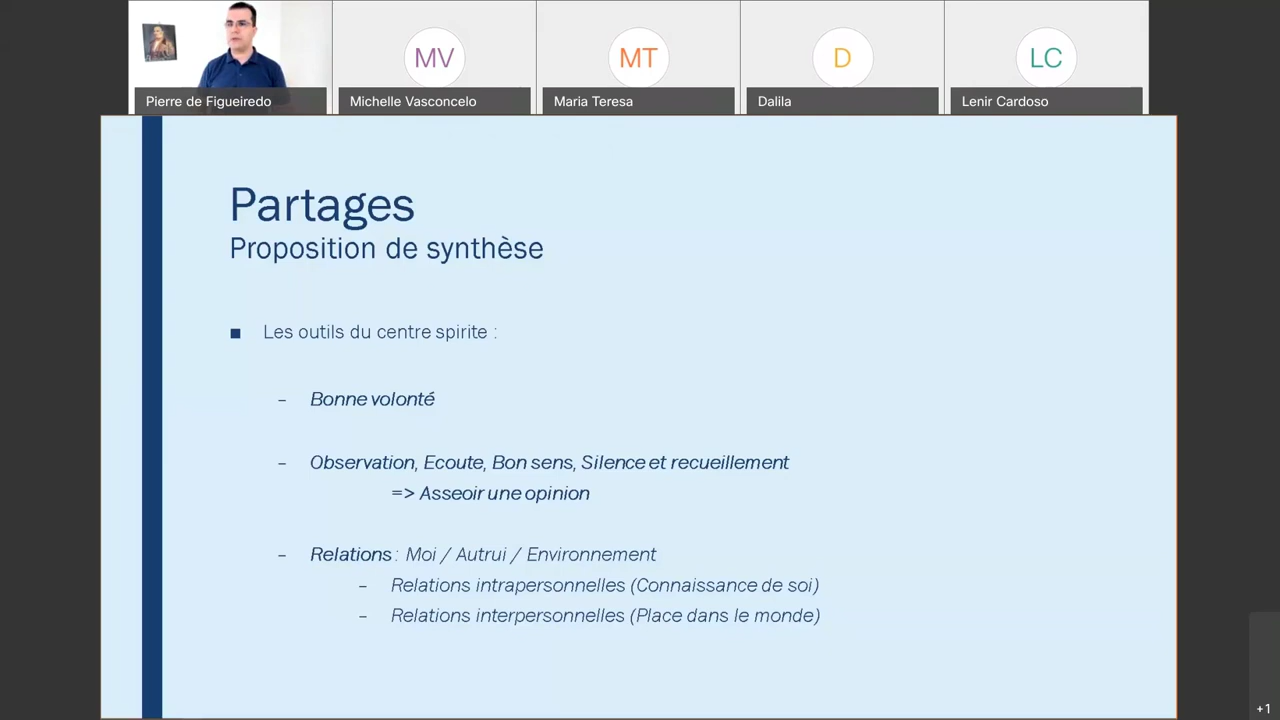 MV
MT
D
LC
Pierre de Figueiredo
Michelle Vasconcelo
Maria Teresa
Dalila
Lenir Cardoso
Partages
Proposition de synthèse
■ Les outils du centre spirite :
– Bonne volonté
– Observation, Ecoute, Bon sens, Silence et recueillement
=> Asseoir une opinion
– Relations : Moi / Autrui / Environnement
– Relations intrapersonnelles (Connaissance de soi)
– Relations interpersonnelles (Place dans le monde)
+1